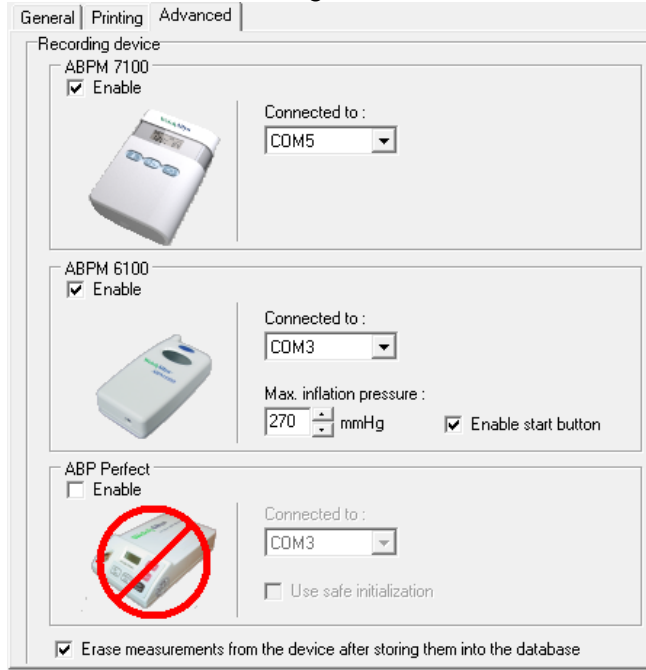 General Printing Advanced
Recording device
ABPM 7100
Enable
Connected to :
COM5
ABPM 6100
Enable
Connected to :
COM3
Max. inflation pressure :
270 mmHg Enable start button
ABP Perfect
Enable
Connected to :
COM3
Use safe initialization
Erase measurements from the device after storing them into the database